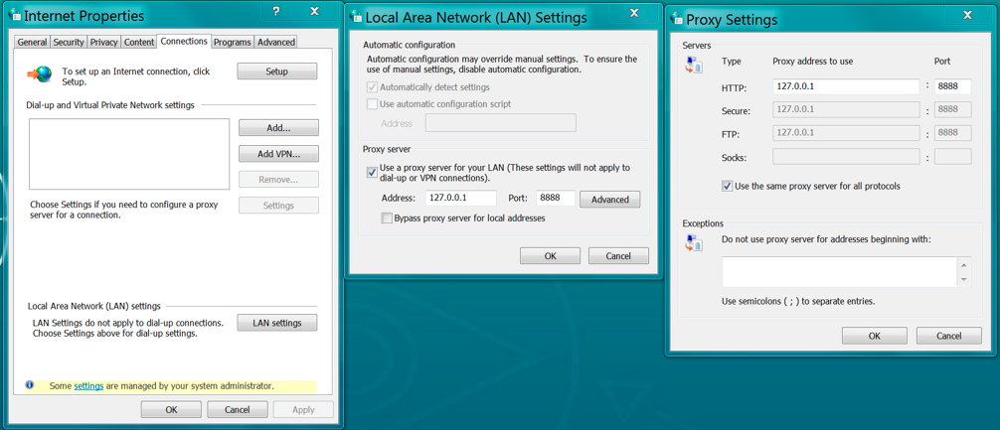 Internet Properties
? X
General Security Privacy Content Connections Programs Advanced
To set up an Internet connection, click
Setup.
Setup
Dial-up and Virtual Private Network settings
Add...
Add VPN...
Remove...
Settings
Choose Settings if you need to configure a proxy
server for a connection.
Local Area Network (LAN) settings
LAN Settings do not apply to dial-up connections.
Choose Settings above for dial-up settings.
LAN settings
Some settings are managed by your system administrator.
OK Cancel Apply
Local Area Network (LAN) Settings
X
Automatic configuration
Automatic configuration may override manual settings. To ensure the
use of manual settings, disable automatic configuration.
Automatically detect settings
Use automatic configuration script
Address
Proxy server
Use a proxy server for your LAN (These settings will not apply to
dial-up or VPN connections).
Address: 127.0.0.1 Port: 8888 Advanced
Bypass proxy server for local addresses
OK Cancel
Proxy Settings
X
Servers
Type Proxy address to use Port
HTTP: 127.0.0.1 : 8888
Secure: 127.0.0.1 : 8888
FTP: 127.0.0.1 : 8888
Socks: :
Use the same proxy server for all protocols
Exceptions
Do not use proxy server for addresses beginning with:
Use semicolons ( ; ) to separate entries.
OK Cancel